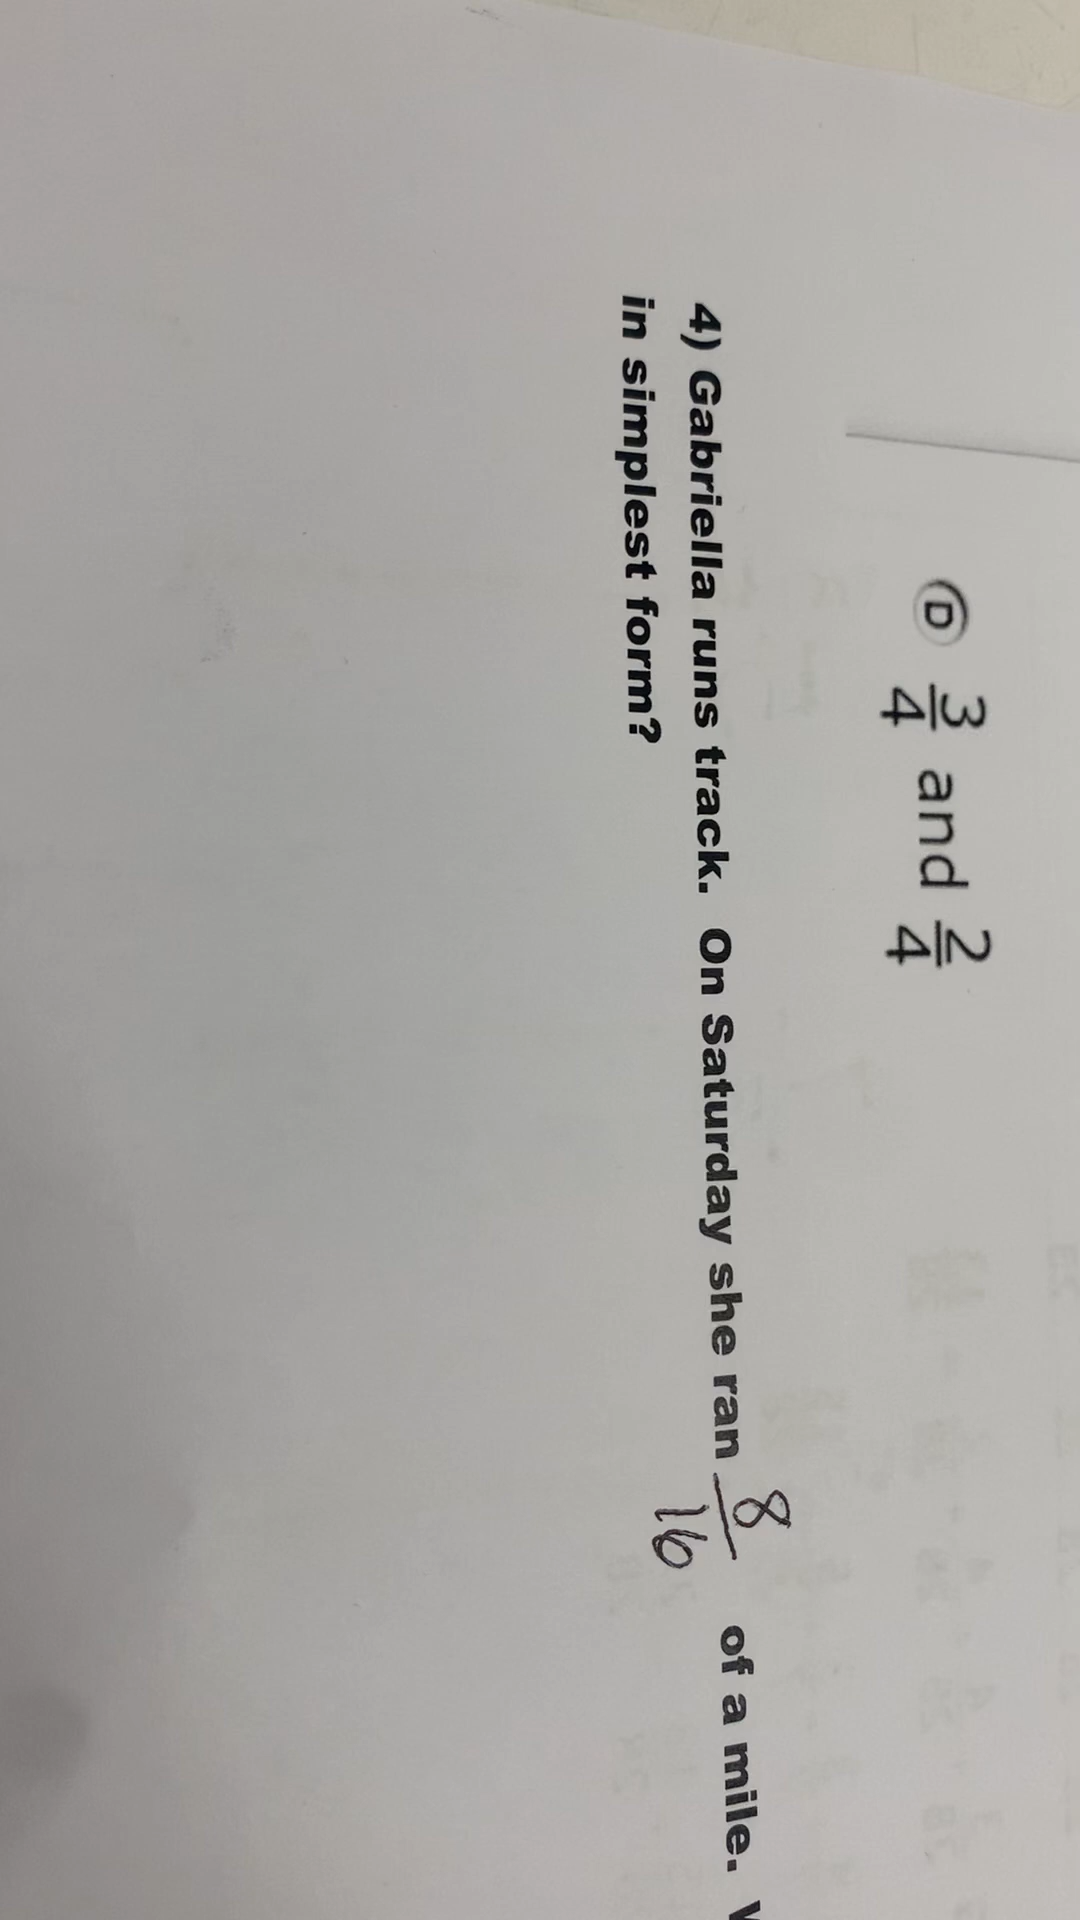 D 3/4 and 2/4
4) Gabriella runs track. On Saturday she ran 8/16 of a mile.
in simplest form?